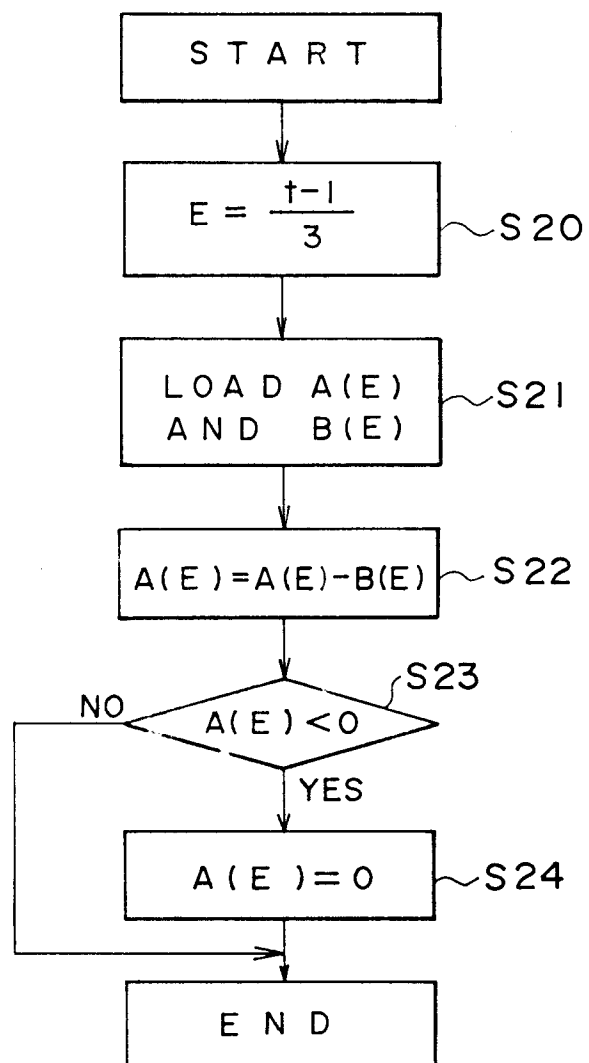 START
E = t-1/3
S20
LOAD A(E)
AND B(E)
S21
A(E)=A(E)-B(E)
S22
S23
A(E)<0
NO
YES
A(E)=0
S24
END